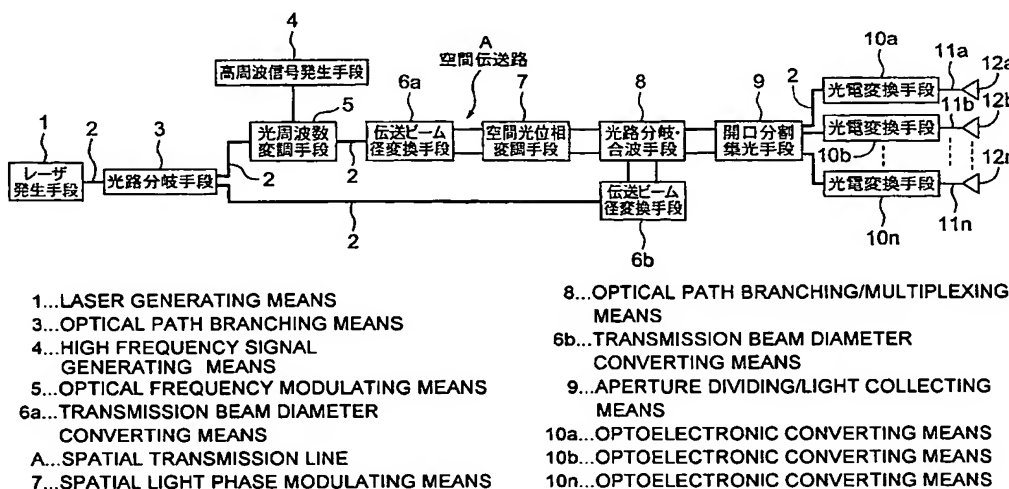 4
高周波信号発生手段
A
空間伝送路
10a
光電変換手段
11a
12a
1
レーザ
発生手段
2
3
光路分岐手段
2
5
光周波数
変調手段
2
6a
伝送ビーム
径変換手段
7
空間光位相
変調手段
8
光路分岐・
合波手段
9
開口分割
集光手段
2
11b
12b
光電変換手段
10b
12n
光電変換手段
11n
10n
2
伝送ビーム
径変換手段
6b
1...LASER GENERATING MEANS
3...OPTICAL PATH BRANCHING MEANS
4...HIGH FREQUENCY SIGNAL
GENERATING MEANS
5...OPTICAL FREQUENCY MODULATING MEANS
6a...TRANSMISSION BEAM DIAMETER
CONVERTING MEANS
A...SPATIAL TRANSMISSION LINE
7...SPATIAL LIGHT PHASE MODULATING MEANS
8...OPTICAL PATH BRANCHING/MULTIPLEXING
MEANS
6b...TRANSMISSION BEAM DIAMETER
CONVERTING MEANS
9...APERTURE DIVIDING/LIGHT COLLECTING
MEANS
10a...OPTOELECTRONIC CONVERTING MEANS
10b...OPTOELECTRONIC CONVERTING MEANS
10n...OPTOELECTRONIC CONVERTING MEANS